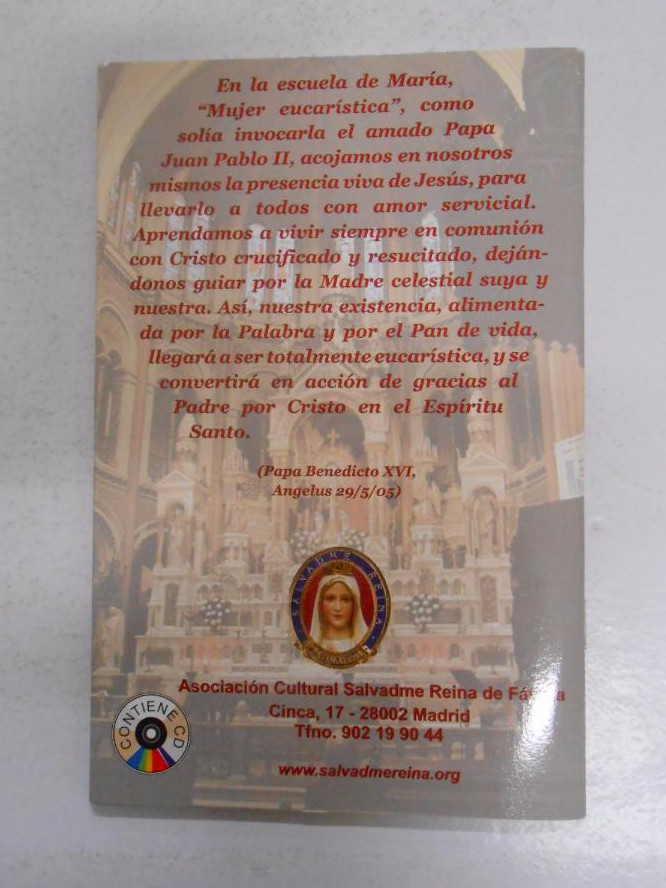 En la escuela de María,
“Mujer eucarística”, como
solía invocarla el amado Papa
Juan Pablo II, acojamos en nosotros
mismos la presencia viva de Jesús, para
llevarlo a todos con amor servicial.
Aprendamos a vivir siempre en comunión
con Cristo crucificado y resucitado, deján-
donos guiar por la Madre celestial suya y
nuestra. Así, nuestra existencia, alimenta-
da por la Palabra y por el Pan de vida,
llegará a ser totalmente eucarística, y se
convertirá en acción de gracias al
Padre por Cristo en el Espíritu
Santo.
(Papa Benedicto XVI,
Angelus 29/5/05)
SALVADME REINA
Asociación Cultural Salvadme Reina de
Cinca, 17 - 28002 Madrid
Tfno. 902 19 90 44
CONTIENE CD
www.salvadmereina.org